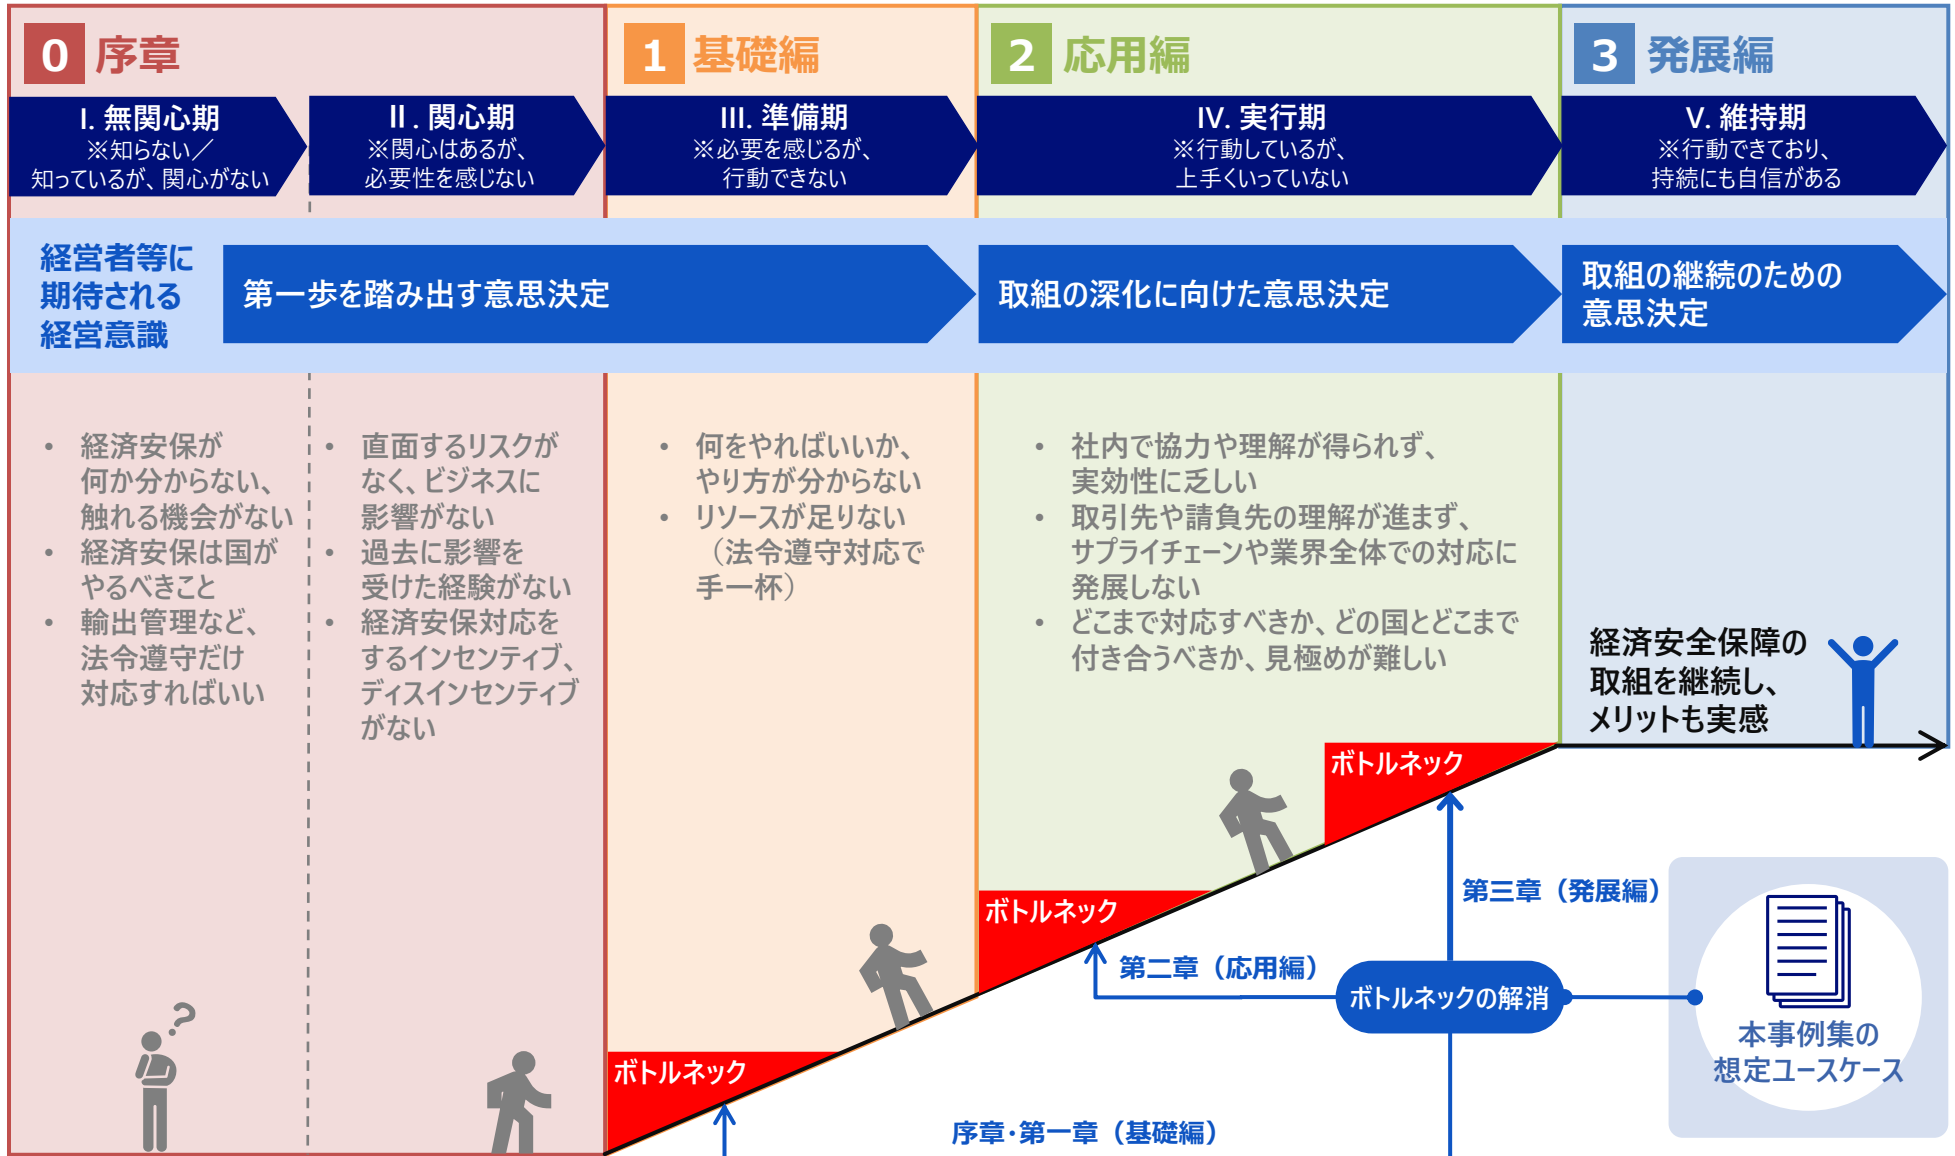 0 序章
1 基礎編
2 応用編
3 発展編
I. 無関心期
※知らない／
知っているが、関心がない
II. 関心期
※関心はあるが、
必要性を感じない
III. 準備期
※必要を感じるが、
行動できない
IV. 実行期
※行動しているが、
上手くいっていない
V. 維持期
※行動できており、
持続にも自信がある
経営者等に
期待される
経営意識
第一歩を踏み出す意思決定
取組の深化に向けた意思決定
取組の継続のための
意思決定
• 経済安保が
何か分からない、
触れる機会がない
• 経済安保は国が
やるべきこと
• 輸出管理など、
法令遵守だけ
対応すればいい
• 直面するリスクが
なく、ビジネスに
影響がない
• 過去に影響を
受けた経験がない
• 経済安保対応を
するインセンティブ、
ディスインセンティブ
がない
• 何をやればいいか、
やり方が分からない
• リソースが足りない
（法令遵守対応で
手一杯）
• 社内で協力や理解が得られず、
実効性に乏しい
• 取引先や請負先の理解が進まず、
サプライチェーンや業界全体での対応に
発展しない
• どこまで対応すべきか、どの国とどこまで
付き合うべきか、見極めが難しい
経済安全保障の
取組を継続し、
メリットも実感
ボトルネック
ボトルネック
ボトルネック
第三章（発展編）
第二章（応用編）
ボトルネックの解消
序章・第一章（基礎編）
本事例集の
想定ユースケース